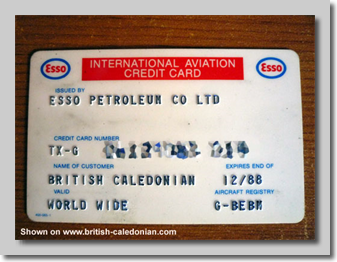 Esso INTERNATIONAL AVIATION Esso
CREDIT CARD
ISSUED BY
ESSO PETROLEUM CO LTD
CREDIT CARD NUMBER
TX-G
NAME OF CUSTOMER EXPIRES END OF
BRITISH CALEDONIAN 12/88
VALID AIRCRAFT REGISTRY
WORLD WIDE G-BEBM
Shown on www.british-caledonian.com